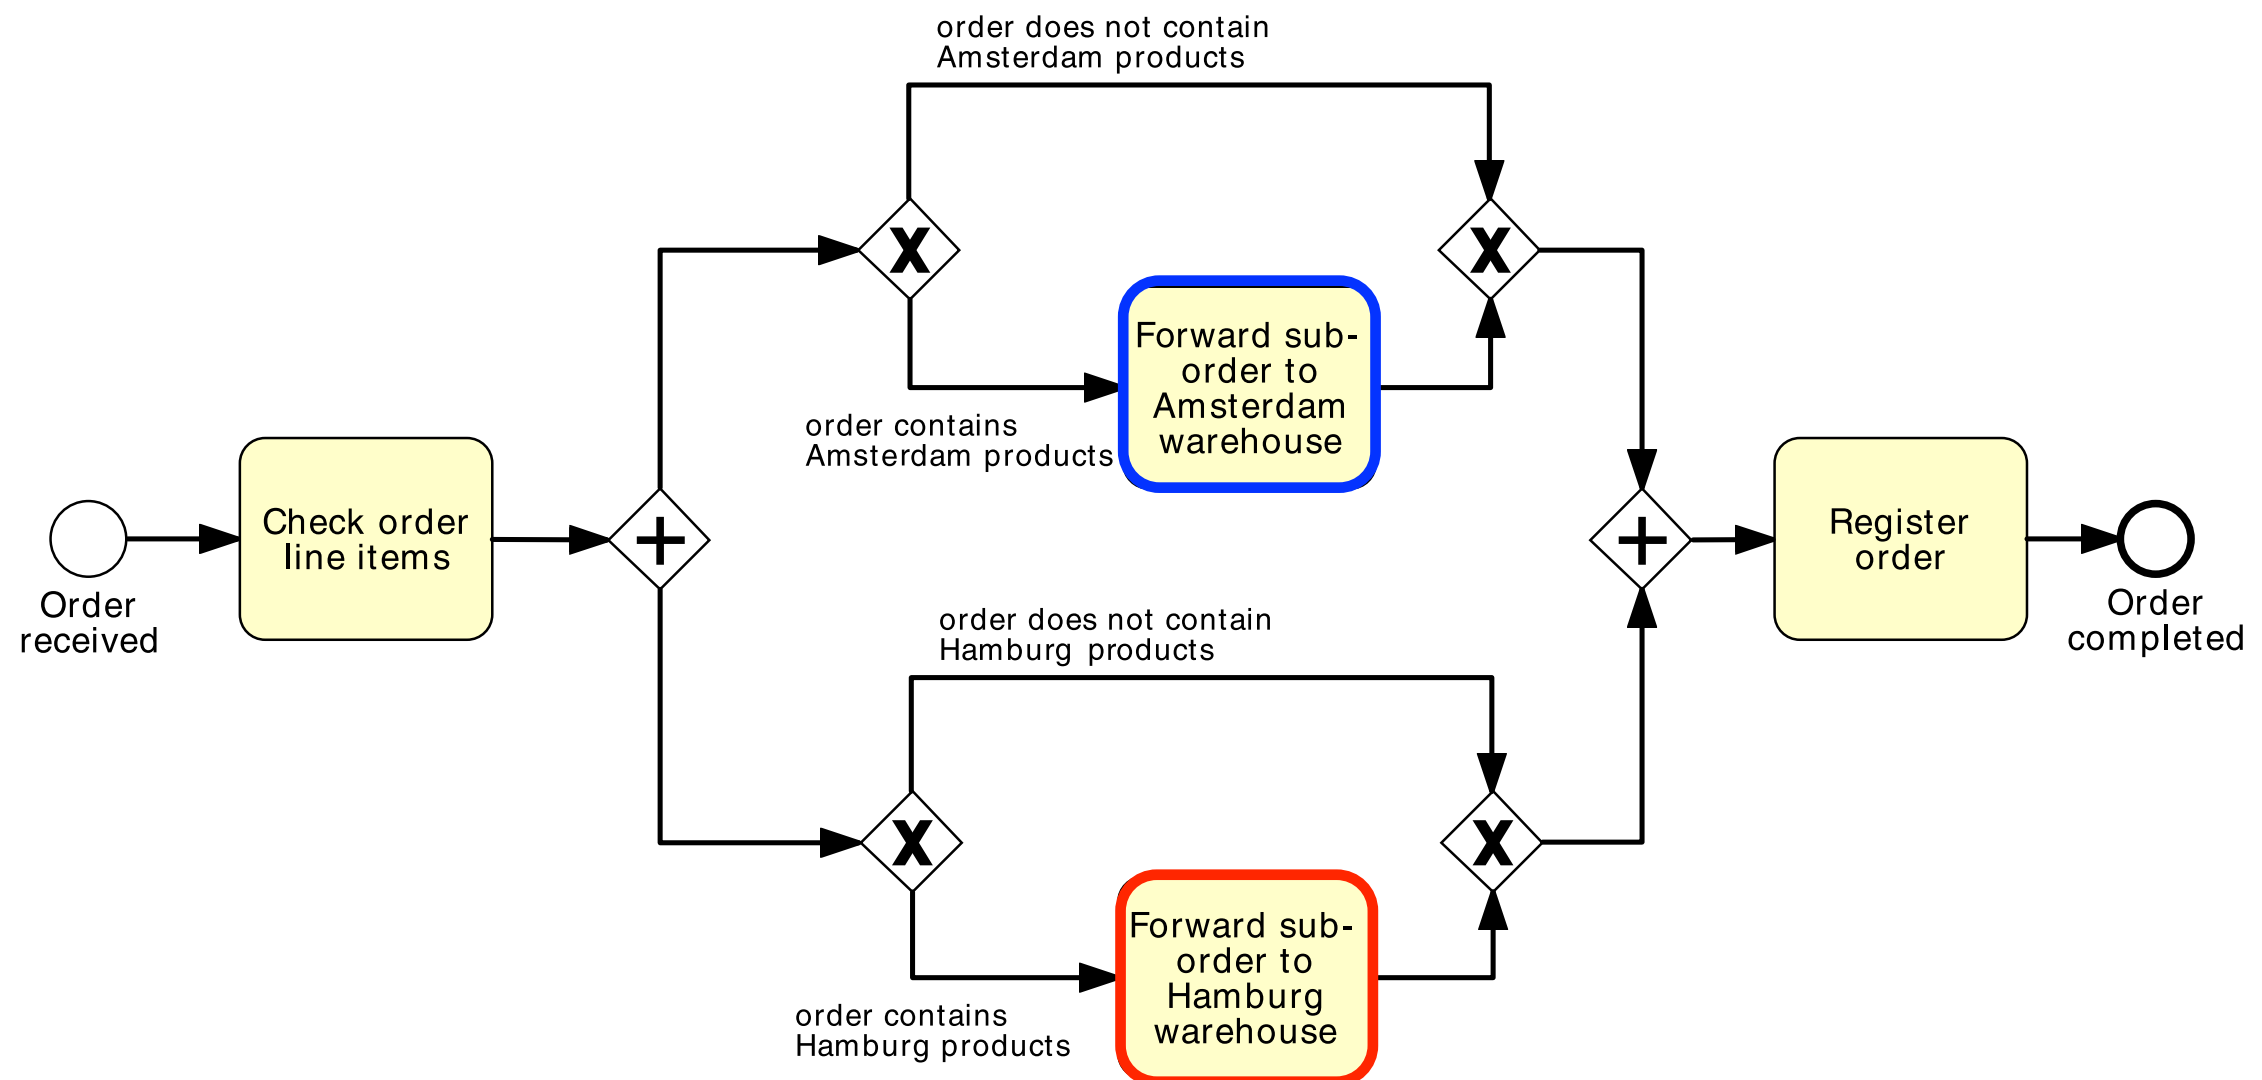 order does not contain
Amsterdam products
X
X
Forward sub-
order to
Amsterdam
warehouse
order contains
Amsterdam products
Order
received
Check order
line items
+
+
Register
order
Order
completed
order does not contain
Hamburg products
X
X
Forward sub-
order to
Hamburg
warehouse
order contains
Hamburg products